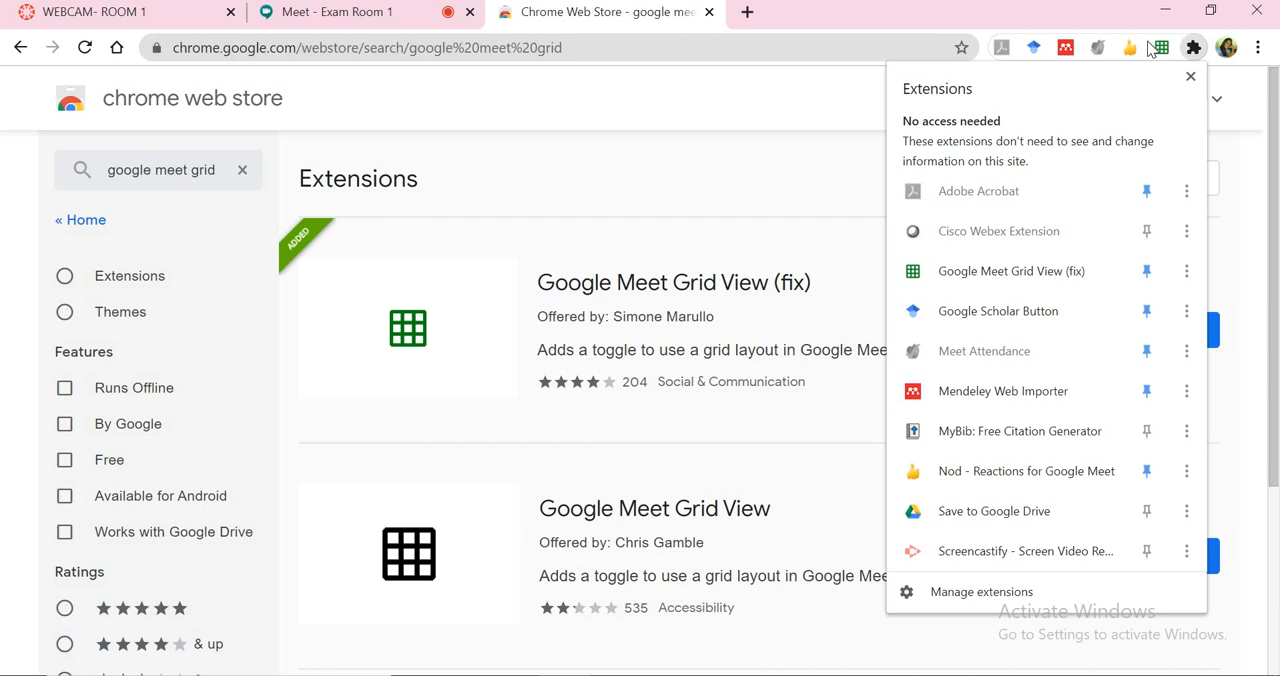 WEBCAM- ROOM 1
Meet - Exam Room 1
Chrome Web Store - google mee
chrome.google.com/webstore/search/google%20meet%20grid
chrome web store
google meet grid
« Home
Extensions
Themes
Features
Runs Offline
By Google
Free
Available for Android
Works with Google Drive
Ratings
& up
Extensions
ADDED
Google Meet Grid View (fix)
Offered by: Simone Marullo
Adds a toggle to use a grid layout in Google Mee
204 Social & Communication
Google Meet Grid View
Offered by: Chris Gamble
Adds a toggle to use a grid layout in Google Mee
535 Accessibility
Extensions
No access needed
These extensions don't need to see and change
information on this site.
Adobe Acrobat
Cisco Webex Extension
Google Meet Grid View (fix)
Google Scholar Button
Meet Attendance
Mendeley Web Importer
MyBib: Free Citation Generator
Nod - Reactions for Google Meet
Save to Google Drive
Screencastify - Screen Video Re...
Manage extensions
Activate Windows
Go to Settings to activate Windows.